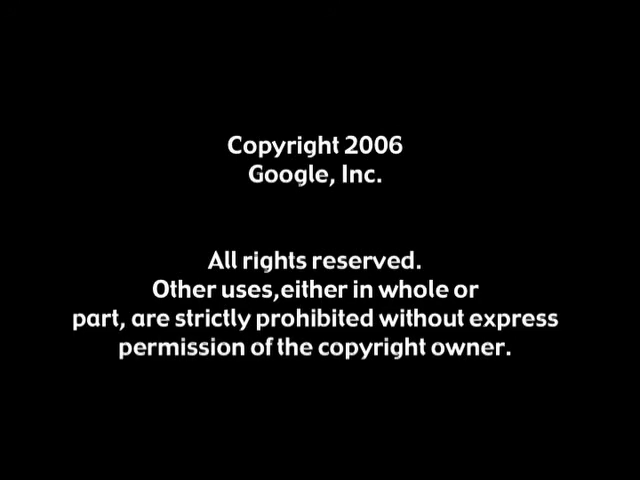 Copyright 2006
Google, Inc.
All rights reserved.
Other uses,either in whole or
part, are strictly prohibited without express
permission of the copyright owner.